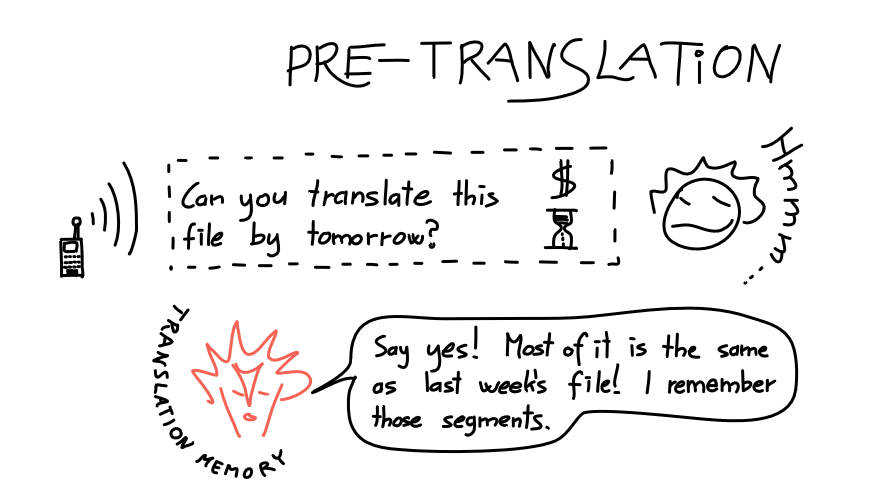 PRE-TRANSLATION
Can you translate this
file by tomorrow?
$
Hmmm...
TRANSLATION MEMORY
Say yes! Most of it is the same
as last week's file! I remember
those segments.